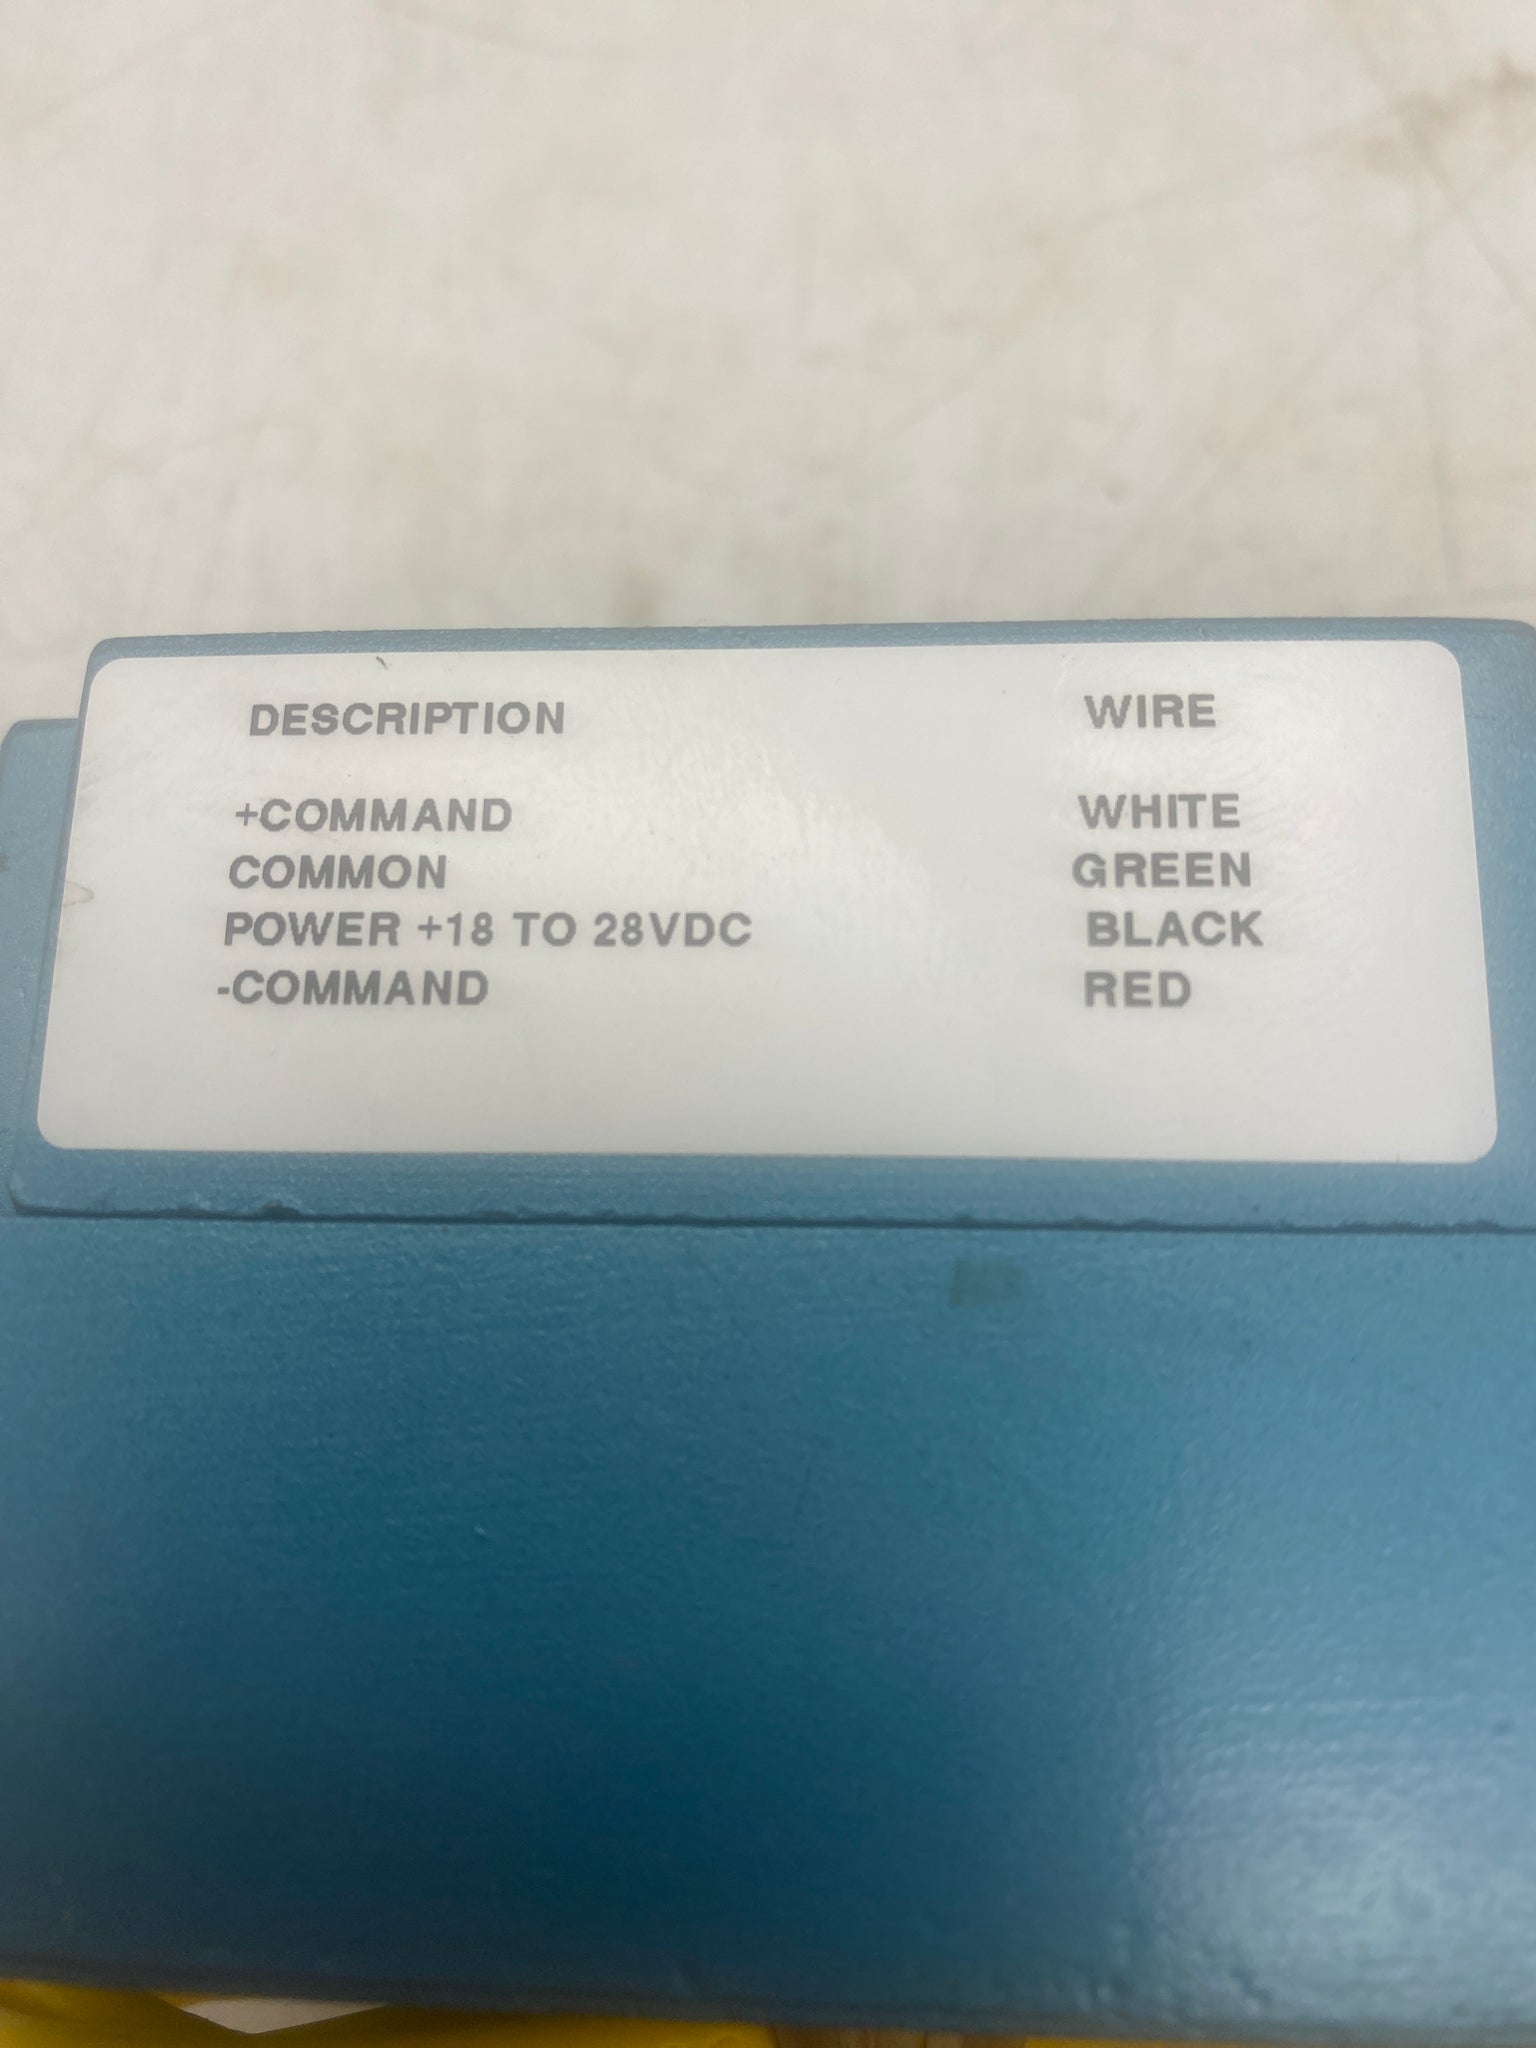 DESCRIPTION WIRE
+COMMAND WHITE
COMMON GREEN
POWER +18 TO 28VDC BLACK
-COMMAND RED